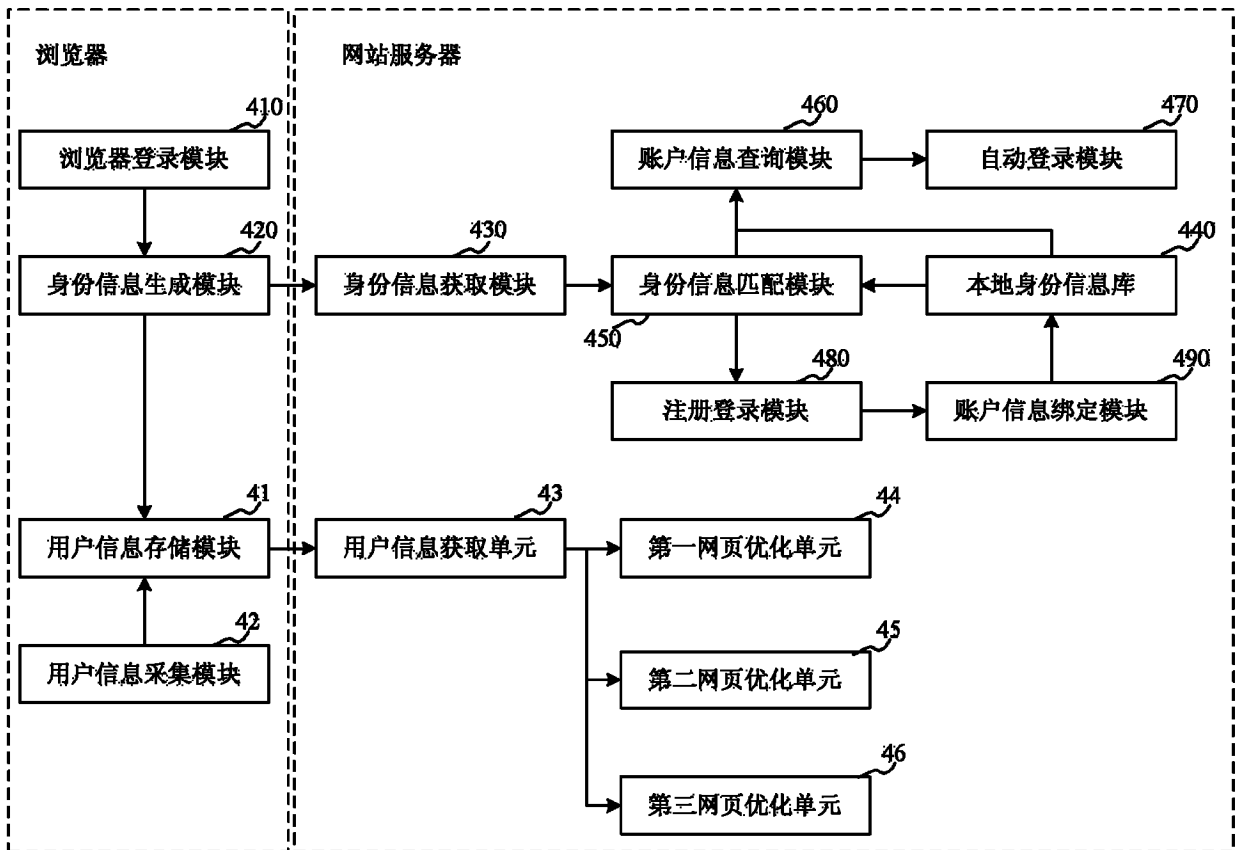 浏览器
网站服务器
410
460
470
浏览器登录模块
账户信息查询模块
自动登录模块
420
430
440
身份信息生成模块
身份信息获取模块
身份信息匹配模块
本地身份信息库
450
480
490
注册登录模块
账户信息绑定模块
41
43
44
用户信息存储模块
用户信息获取单元
第一网页优化单元
42
45
用户信息采集模块
第二网页优化单元
46
第三网页优化单元